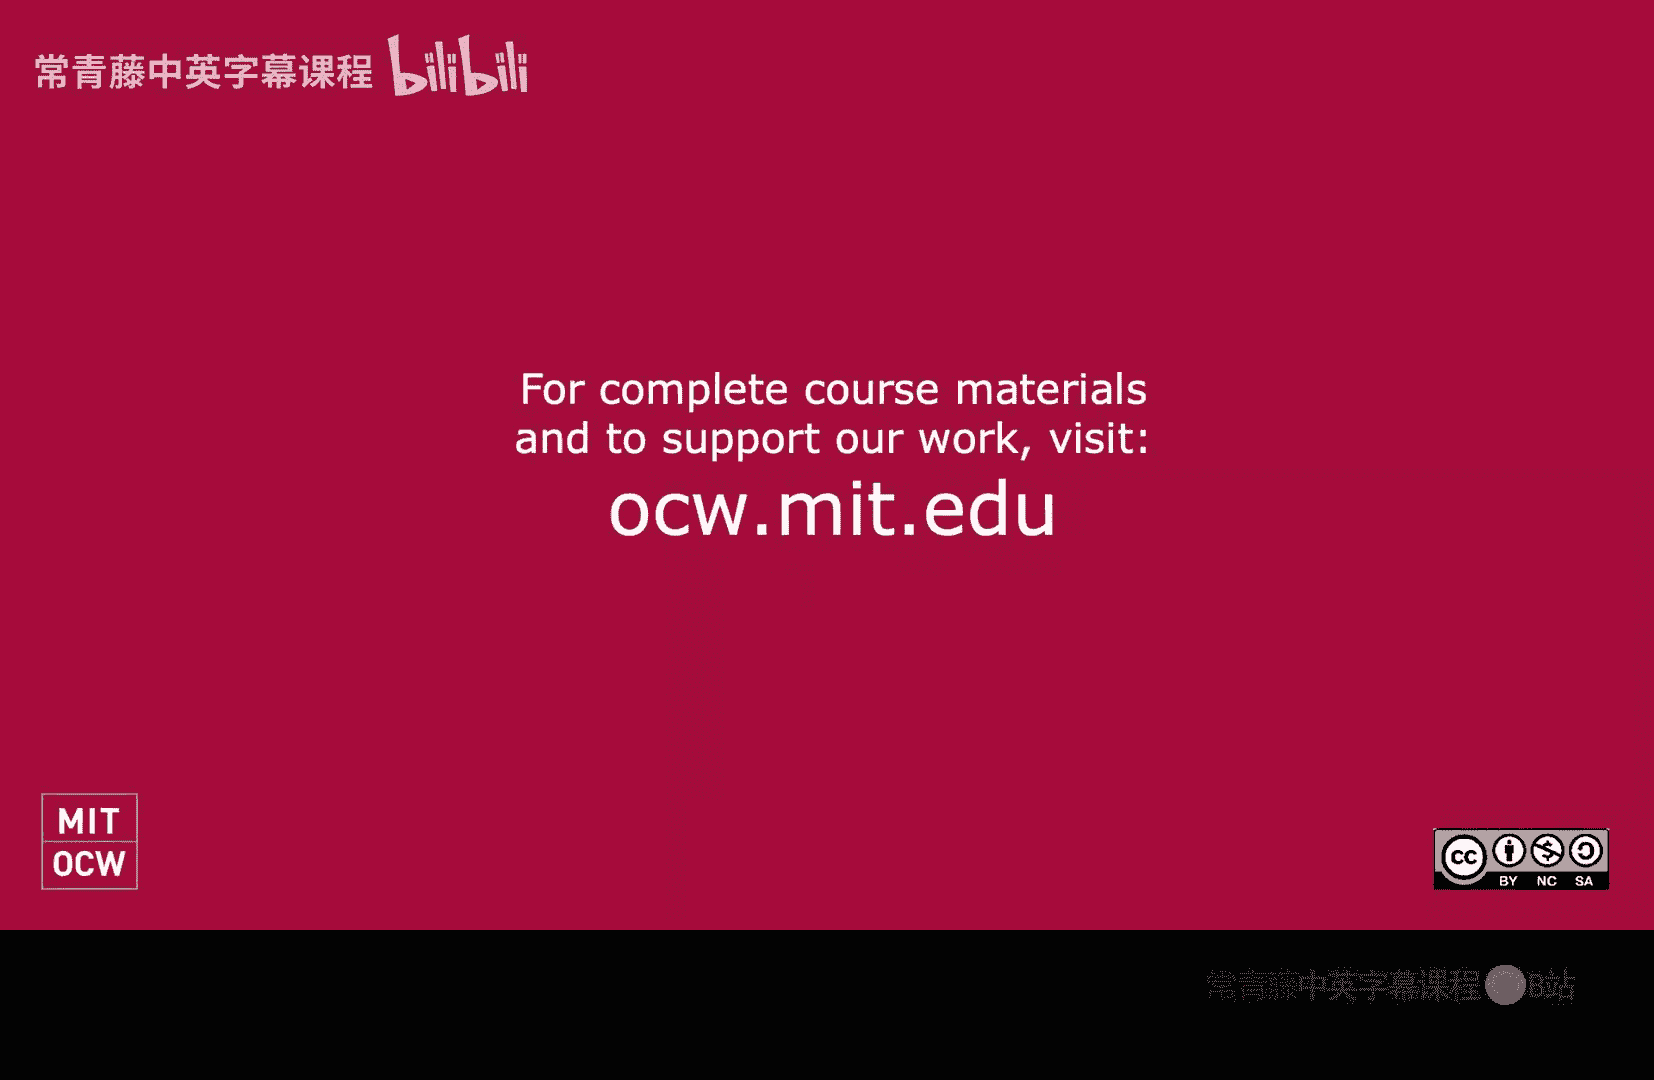 常青藤中英字幕课程 bilibili
For complete course materials
and to support our work, visit:
ocw.mit.edu
MIT
OCW
cc
BY NC SA
常青藤中英字幕课程 B站